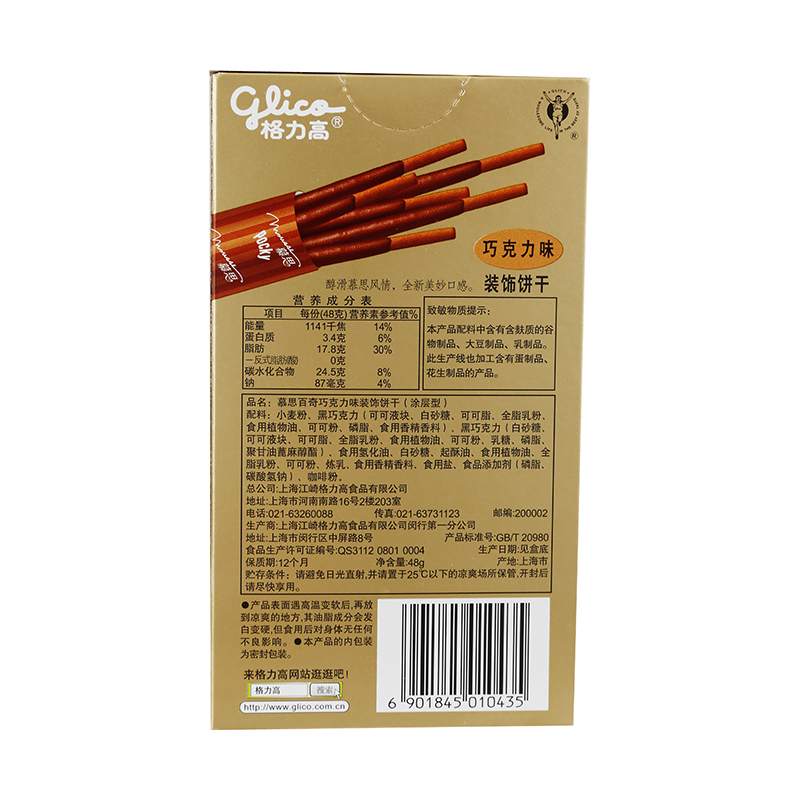 glico
格力高®
WHOLESOME LIFE IN THE BEST OF TASTE
GLICO
®
mousse
POCKY
慕思
mousse
慕思
巧克力味
醇滑慕思风情，全新美妙口感。
装饰饼干
营养成分表
项目 每份(48克) 营养素参考值%
能量 1141千焦 14%
蛋白质 3.4克 6%
脂肪 17.8克 30%
—反式脂肪(酸) 0克
碳水化合物 24.5克 8%
钠 87毫克 4%
致敏物质提示：
本产品配料中含有含麸质的谷
物制品、大豆制品、乳制品。
此生产线也加工含有蛋制品、
花生制品的产品。
品名：慕思百奇巧克力味装饰饼干（涂层型）
配料：小麦粉、黑巧克力（可可液块、白砂糖、可可脂、全脂乳粉、
食用植物油、可可粉、磷脂、食用香精香料）、黑巧克力（白砂糖、
可可液块、可可脂、全脂乳粉、食用植物油、可可粉、乳糖、磷脂、
聚甘油蓖麻醇酯）、食用氢化油、白砂糖、起酥油、食用植物油、全
脂乳粉、可可粉、炼乳、食用香精香料、食用盐、食品添加剂（磷脂、
碳酸氢钠）、咖啡粉。
总公司:上海江崎格力高食品有限公司
地址:上海市河南南路16号2楼203室
电话:021-63260088 传真:021-63731123 邮编:200002
生产商:上海江崎格力高食品有限公司闵行第一分公司
地址:上海市闵行区中屏路8号 产品标准号:GB/T 20980
食品生产许可证编号:QS3112 0801 0004 生产日期:见盒底
保质期:12个月 净含量:48g 产地:上海市
贮存条件：请避免日光直射,并请置于25℃以下的凉爽场所保管,开封后
请尽快享用。
●产品表面遇高温变软后,再放
到凉爽的地方,其油脂成分会发
白变硬,但食用后对身体无任何
不良影响。●本产品的内包装
为密封包装。
来格力高网站逛逛吧！
格力高 搜索
http://www.glico.com.cn
6 901845 010435